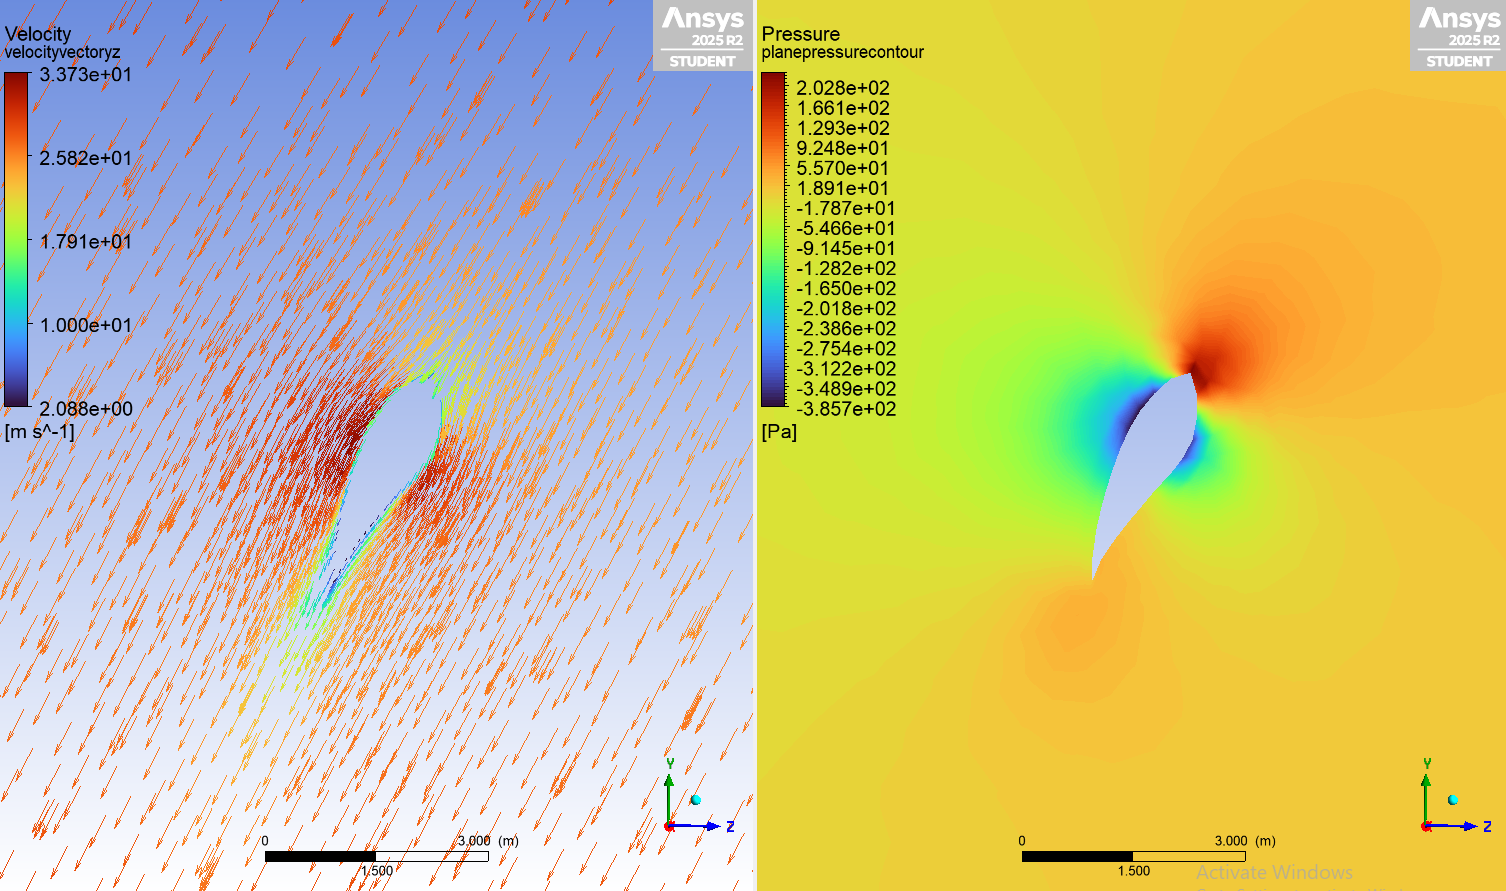 Velocity
velocityvectoryz
3.373e+01
2.582e+01
1.791e+01
1.000e+01
2.088e+00
[m s^-1]
Ansys
2025 R2
STUDENT
Y
Z
0
3.000 (m)
1.500
Pressure
planepressurecontour
2.028e+02
1.661e+02
1.293e+02
9.248e+01
5.570e+01
1.891e+01
-1.787e+01
-5.466e+01
-9.145e+01
-1.282e+02
-1.650e+02
-2.018e+02
-2.386e+02
-2.754e+02
-3.122e+02
-3.489e+02
-3.857e+02
[Pa]
Ansys
2025 R2
STUDENT
Y
Z
0
3.000 (m)
1.500
Activate Windows